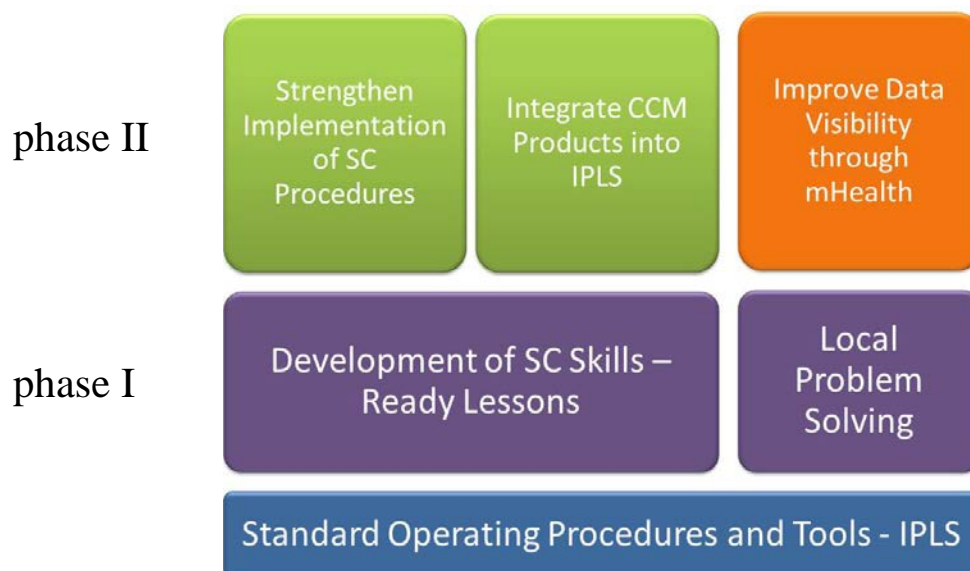 phase II
Strengthen
Implementation
of SC
Procedures
Integrate CCM
Products into
IPLS
Improve Data
Visibility
through
mHealth
phase I
Development of SC Skills –
Ready Lessons
Local
Problem
Solving
Standard Operating Procedures and Tools - IPLS